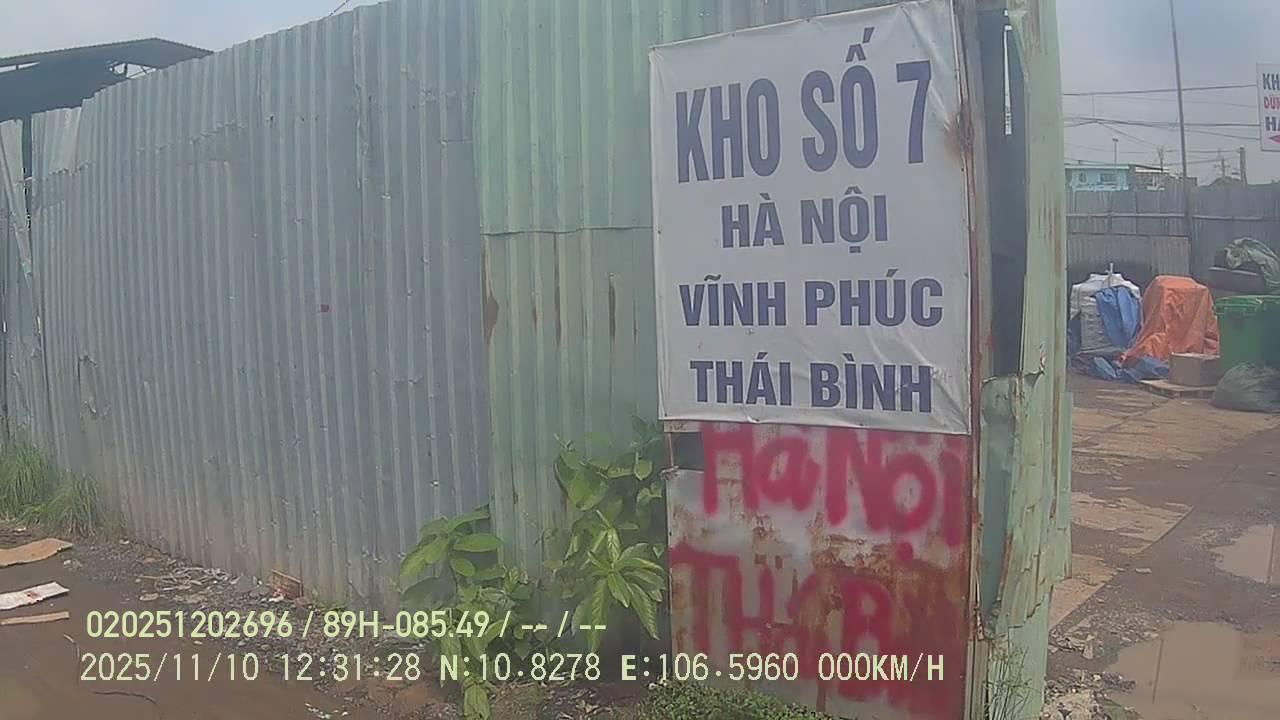 KHO SỐ 7
HÀ NỘI
VĨNH PHÚC
THÁI BÌNH
Hà Nội
020251202696 / 89H-085.49 / -- / --
2025/11/10 12:31:28 N:10.8278 E:106.5960 000KM/H